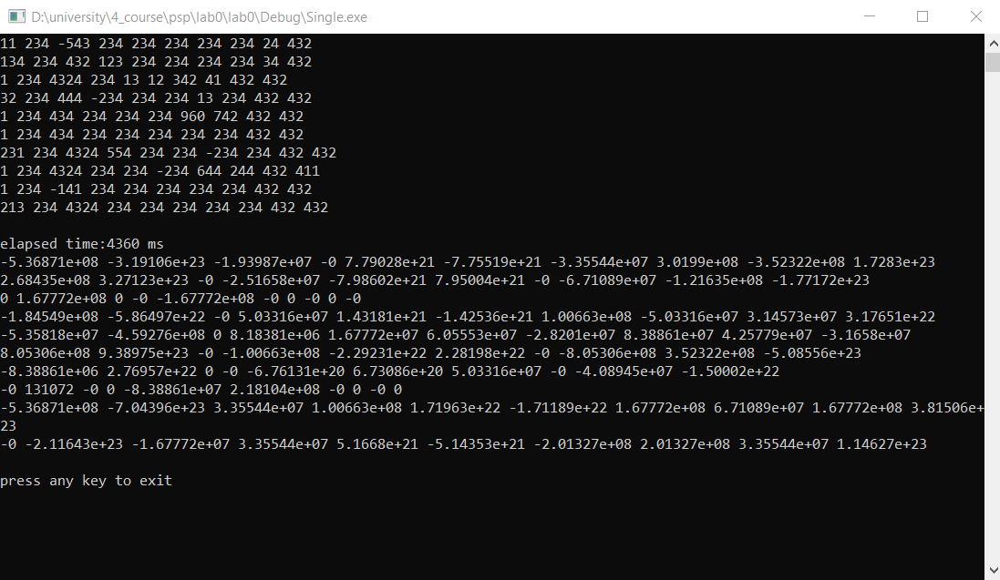 D:\university\4_course\psp\lab0\lab0\Debug\Single.exe
11 234 -543 234 234 234 234 234 24 432
134 234 432 123 234 234 234 234 34 432
1 234 4324 234 13 12 342 41 432 432
32 234 444 -234 234 234 13 234 432 432
1 234 434 234 234 234 960 742 432 432
1 234 434 234 234 234 234 234 432 432
231 234 4324 554 234 234 -234 234 432 432
1 234 4324 234 234 -234 644 244 432 411
1 234 -141 234 234 234 234 234 432 432
213 234 4324 234 234 234 234 234 432 432
elapsed time:4360 ms
-5.36871e+08 -3.19106e+23 -1.93987e+07 -0 7.79028e+21 -7.75519e+21 -3.35544e+07 3.0199e+08 -3.52322e+08 1.7283e+23
2.68435e+08 3.27123e+23 -0 -2.51658e+07 -7.98602e+21 7.95004e+21 -0 -6.71089e+07 -1.21635e+08 -1.77172e+23
0 1.67772e+08 0 -0 -1.67772e+08 -0 0 -0 0 -0
-1.84549e+08 -5.86497e+22 -0 5.03316e+07 1.43181e+21 -1.42536e+21 1.00663e+08 -5.03316e+07 3.14573e+07 3.17651e+22
-5.35818e+07 -4.59276e+08 0 8.18381e+06 1.67772e+07 6.05553e+07 -2.8201e+07 8.38861e+07 4.25779e+07 -3.1658e+07
8.05306e+08 9.38975e+23 -0 -1.00663e+08 -2.29231e+22 2.28198e+22 -0 -8.05306e+08 3.52322e+08 -5.08556e+23
-8.38861e+06 2.76957e+22 0 -0 -6.76131e+20 6.73086e+20 5.03316e+07 -0 -4.08945e+07 -1.50002e+22
-0 131072 -0 0 -8.38861e+07 2.18104e+08 -0 0 -0 0
-5.36871e+08 -7.04396e+23 3.35544e+07 1.00663e+08 1.71963e+22 -1.71189e+22 1.67772e+08 6.71089e+07 1.67772e+08 3.81506e+
23
-0 -2.11643e+23 -1.67772e+07 3.35544e+07 5.1668e+21 -5.14353e+21 -2.01327e+08 2.01327e+08 3.35544e+07 1.14627e+23
press any key to exit